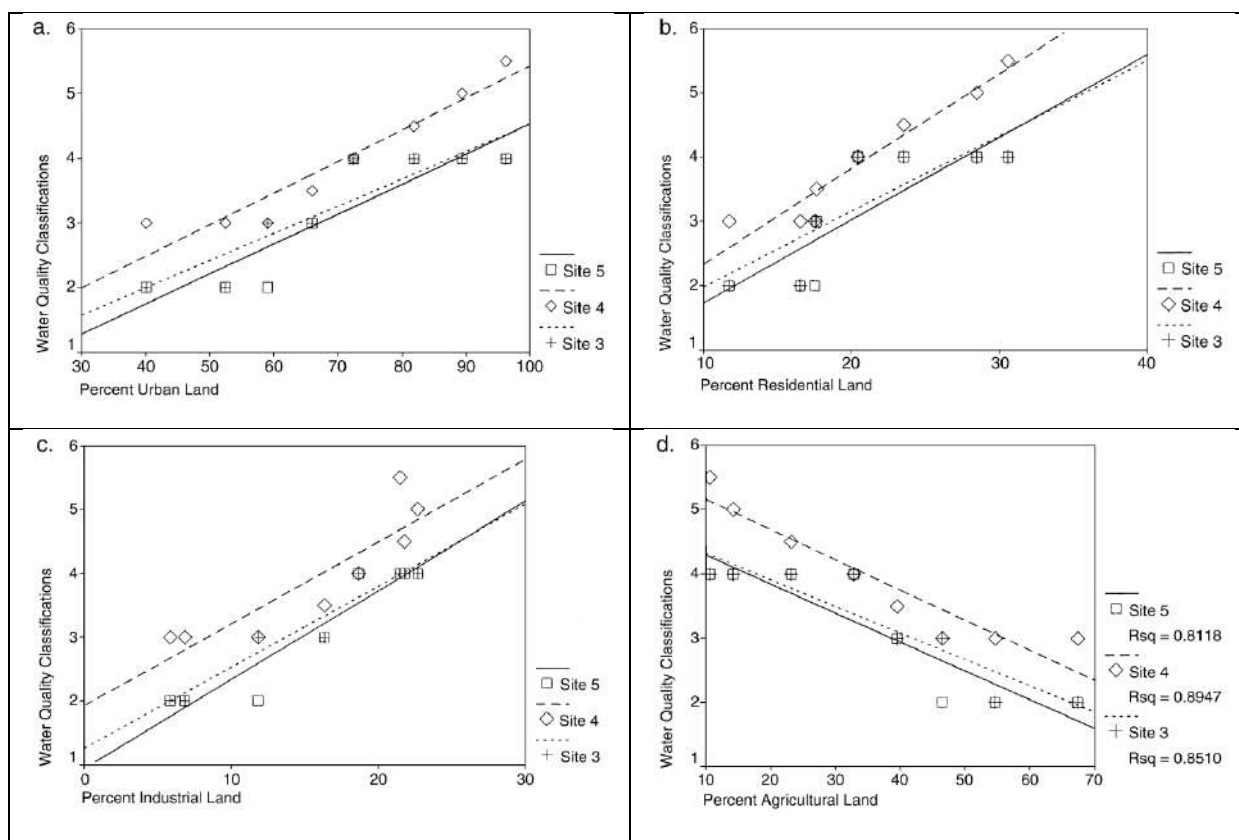 a.
6
5
4
3
2
1
Water Quality Classifications
30 40 50 60 70 80 90 100
Percent Urban Land
Site 5
Site 4
Site 3
b.
6
5
4
3
2
1
Water Quality Classifications
10 20 30 40
Percent Residential Land
Site 5
Site 4
Site 3
c.
6
5
4
3
2
1
Water Quality Classifications
0 10 20 30
Percent Industrial Land
Site 5
Site 4
Site 3
d.
6
5
4
3
2
1
Water Quality Classifications
10 20 30 40 50 60 70
Percent Agricultural Land
Site 5
Rsq = 0.8118
Site 4
Rsq = 0.8947
Site 3
Rsq = 0.8510